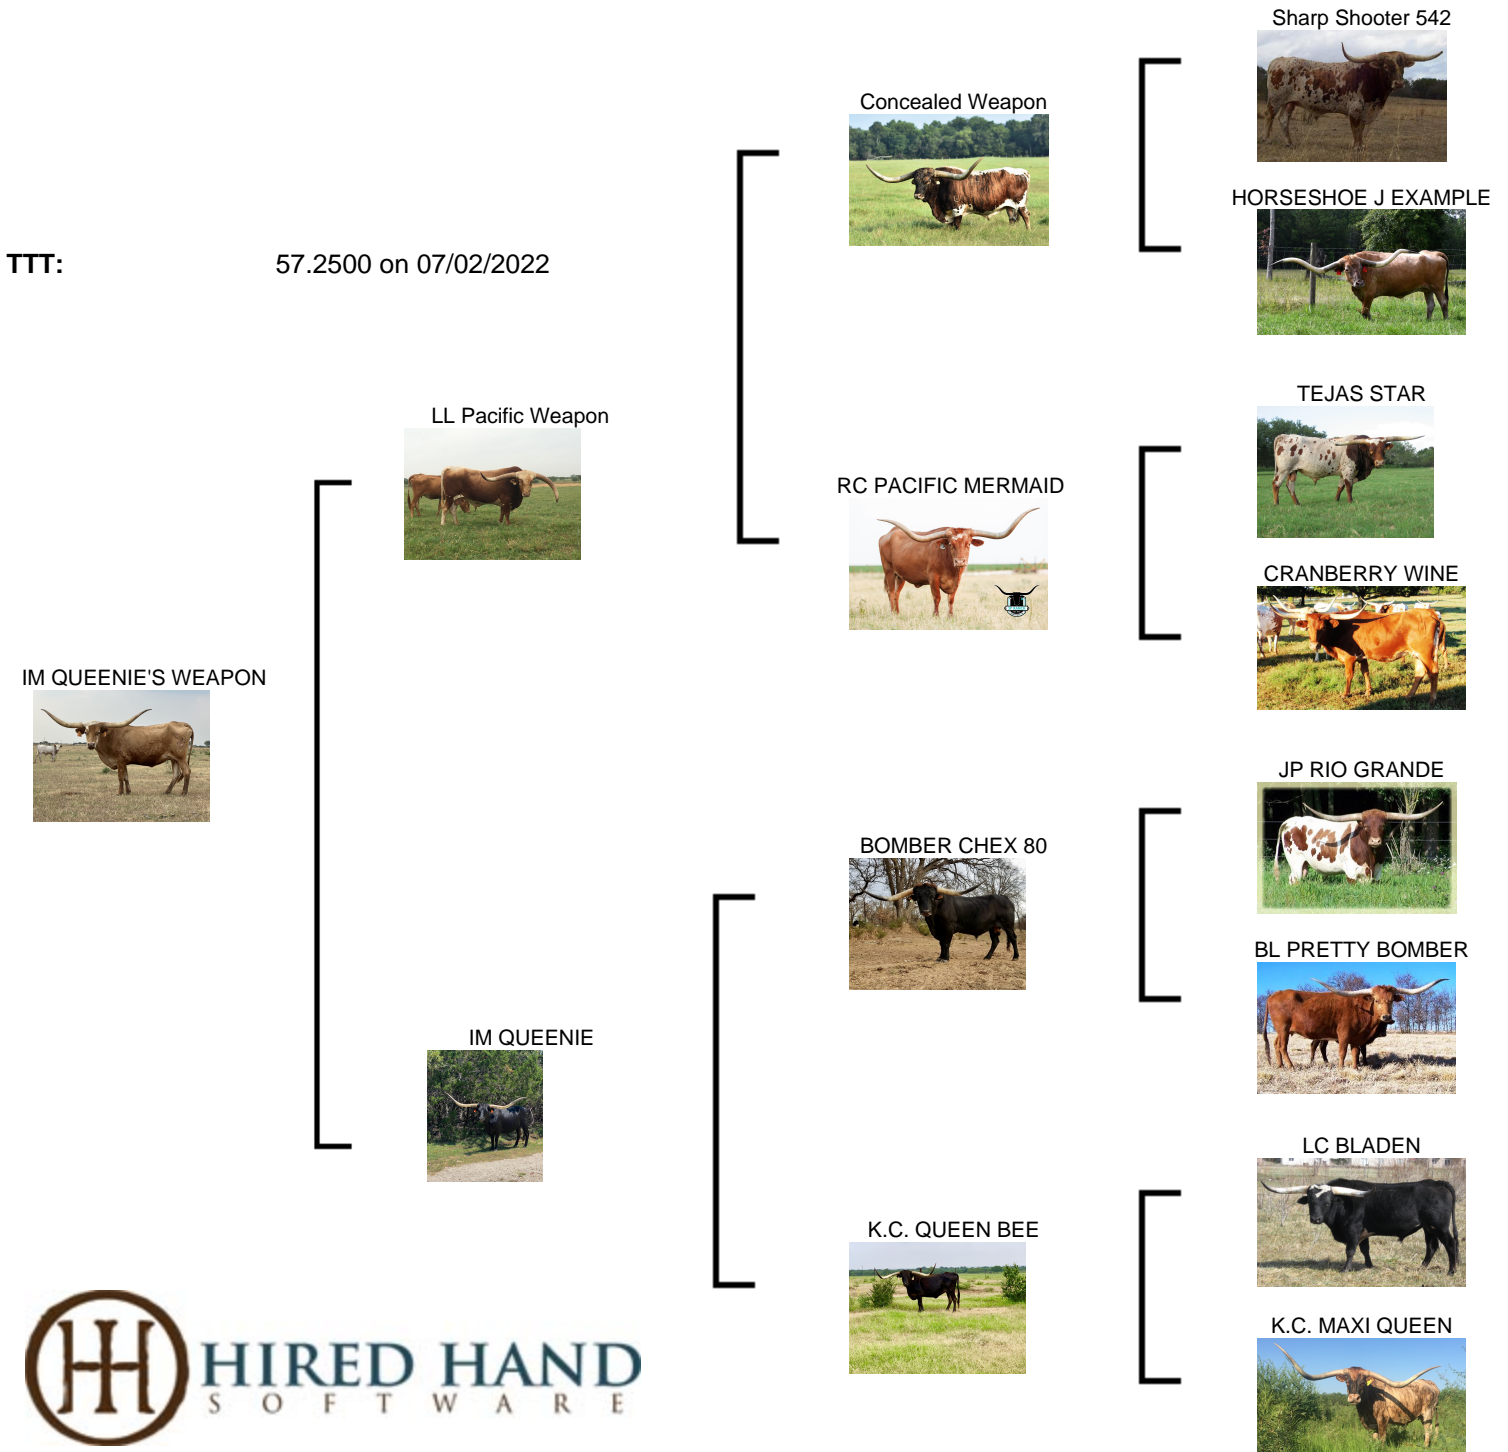 Sharp Shooter 542
Concealed Weapon
HORSESHOE J EXAMPLE
TTT: 57.2500 on 07/02/2022
TEJAS STAR
LL Pacific Weapon
RC PACIFIC MERMAID
CRANBERRY WINE
IM QUEENIE'S WEAPON
JP RIO GRANDE
BOMBER CHEX 80
BL PRETTY BOMBER
IM QUEENIE
LC BLADEN
K.C. QUEEN BEE
K.C. MAXI QUEEN
HIRED HAND
SOFTWARE